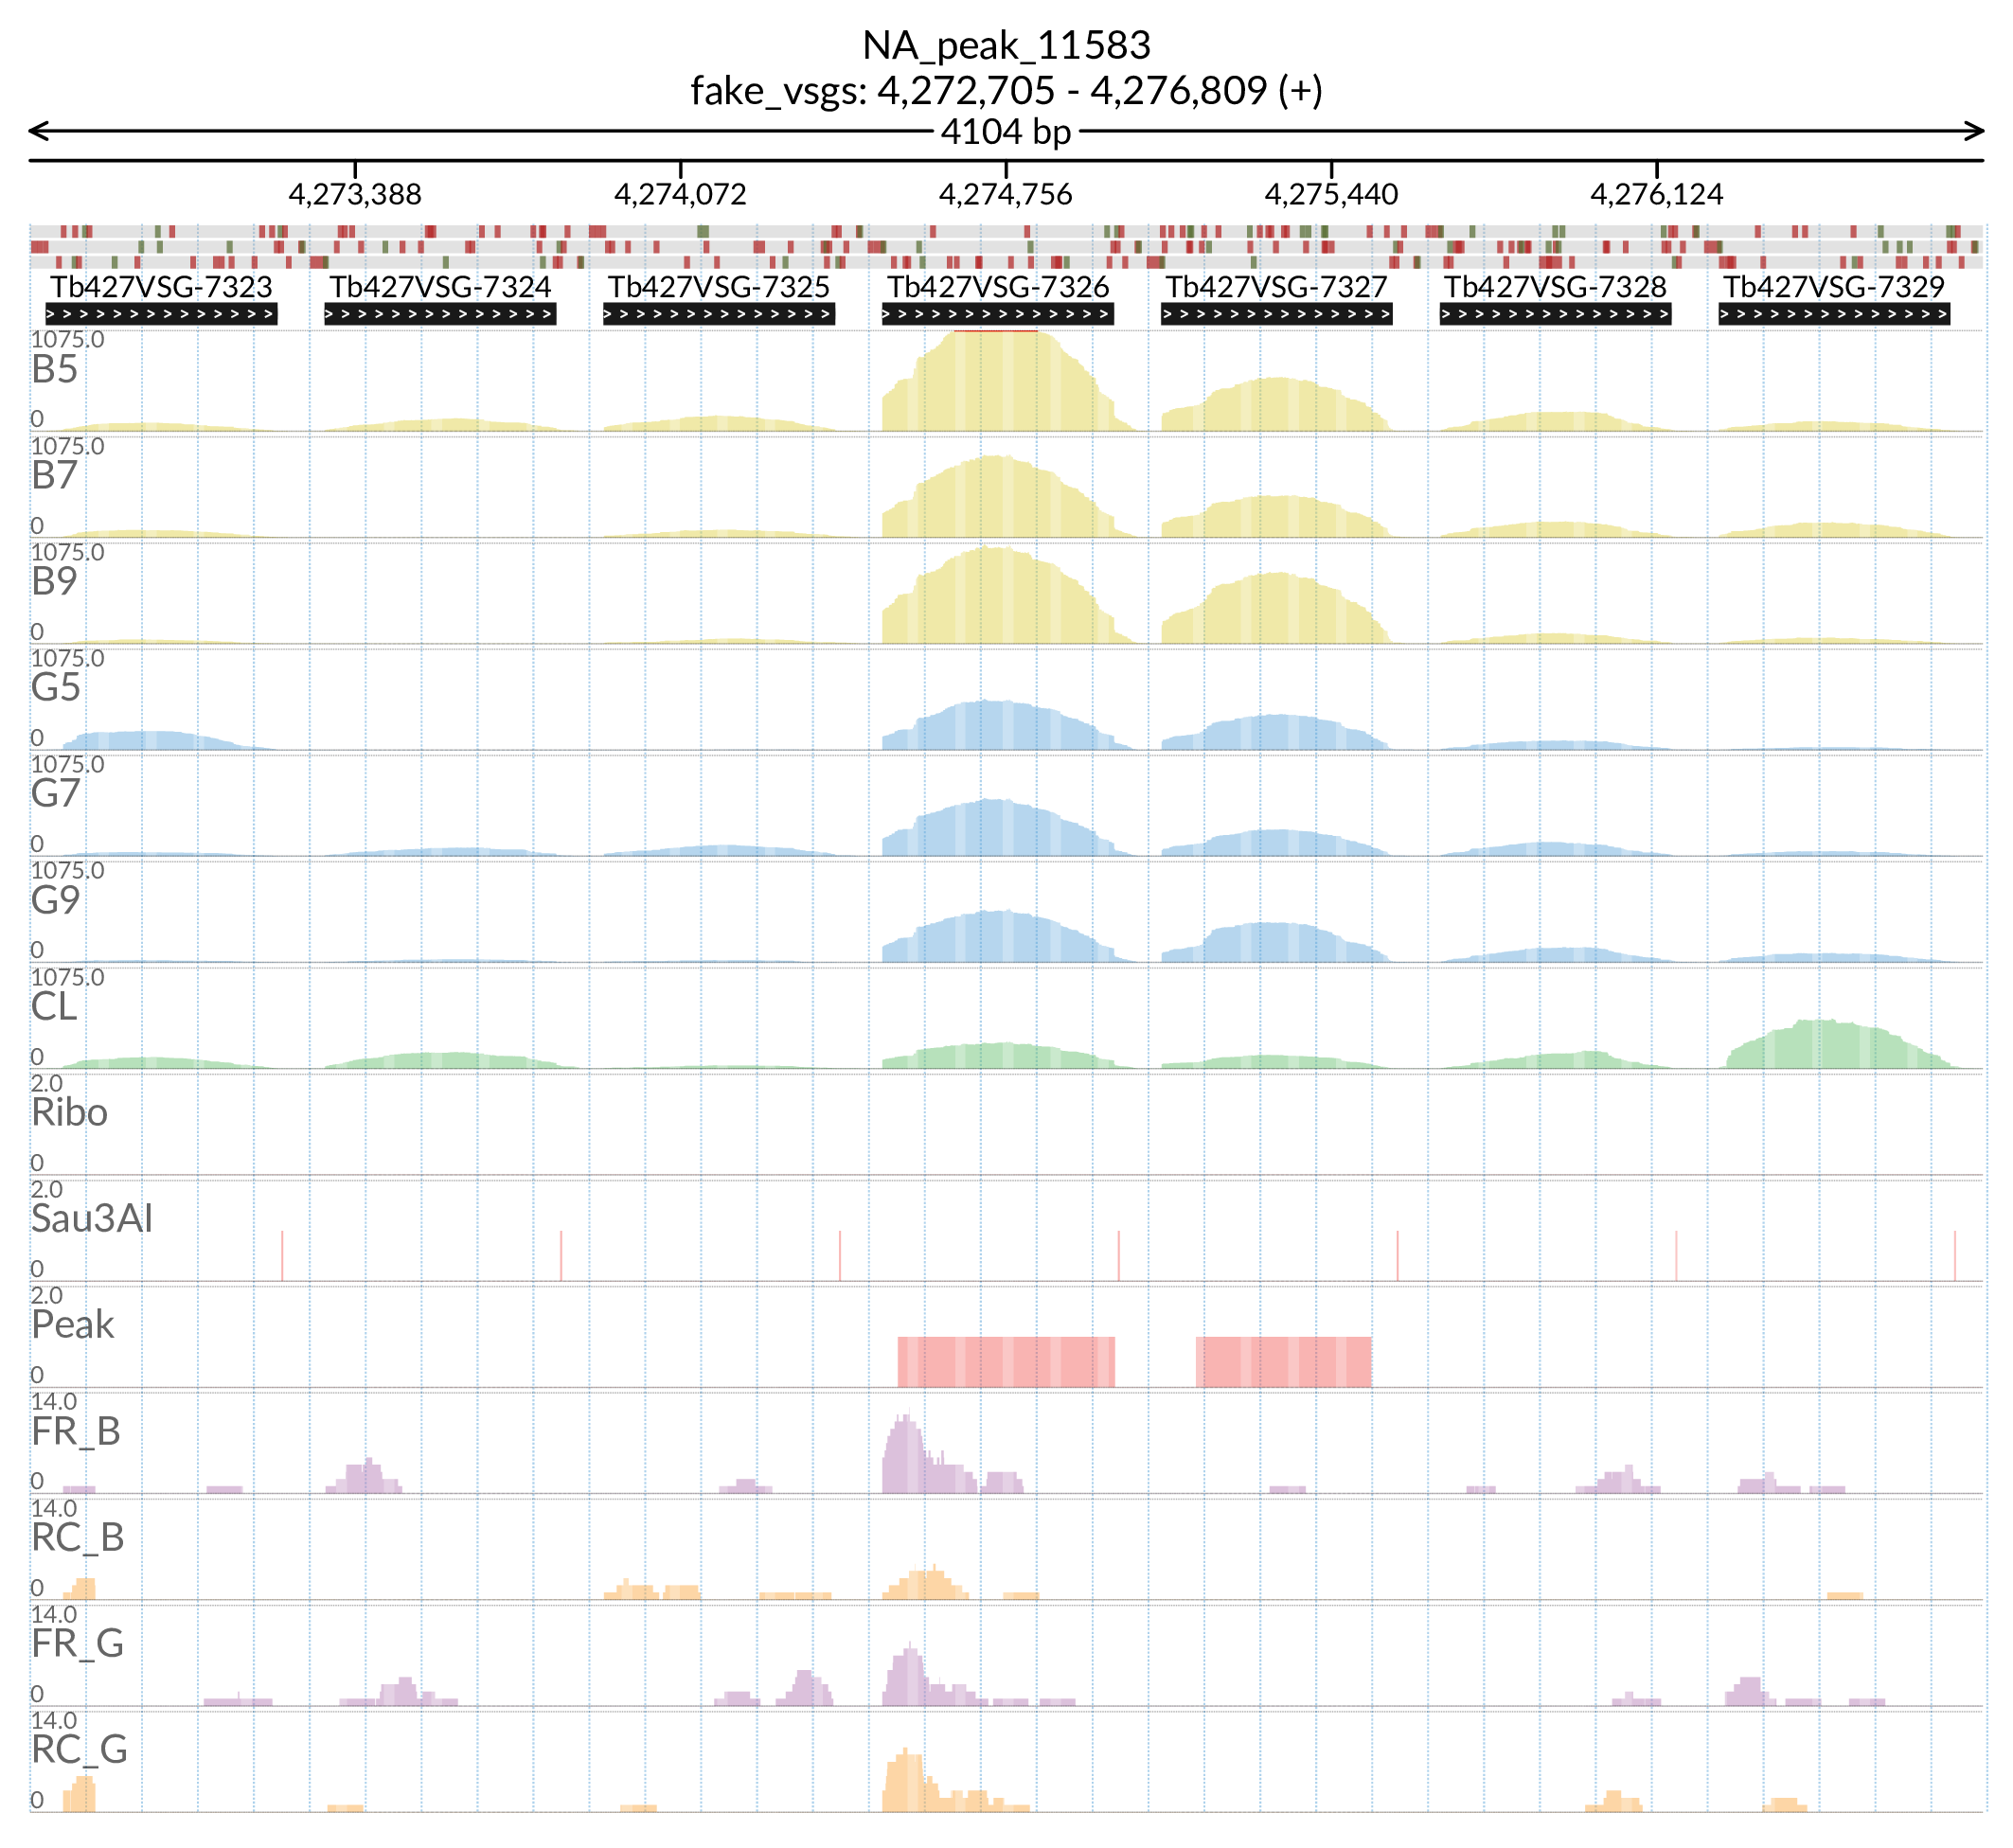 NA_peak_11583
fake_vsgs: 4,272,705 - 4,276,809 (+)
4104 bp
4,273,388 4,274,072 4,274,756 4,275,440 4,276,124
Tb427VSG-7323 Tb427VSG-7324 Tb427VSG-7325 Tb427VSG-7326 Tb427VSG-7327 Tb427VSG-7328 Tb427VSG-7329
1075.0
B5
0
1075.0
B7
0
1075.0
B9
0
1075.0
G5
0
1075.0
G7
0
1075.0
G9
0
1075.0
CL
0
2.0
Ribo
0
2.0
Sau3AI
0
2.0
Peak
0
14.0
FR_B
0
14.0
RC_B
0
14.0
FR_G
0
14.0
RC_G
0